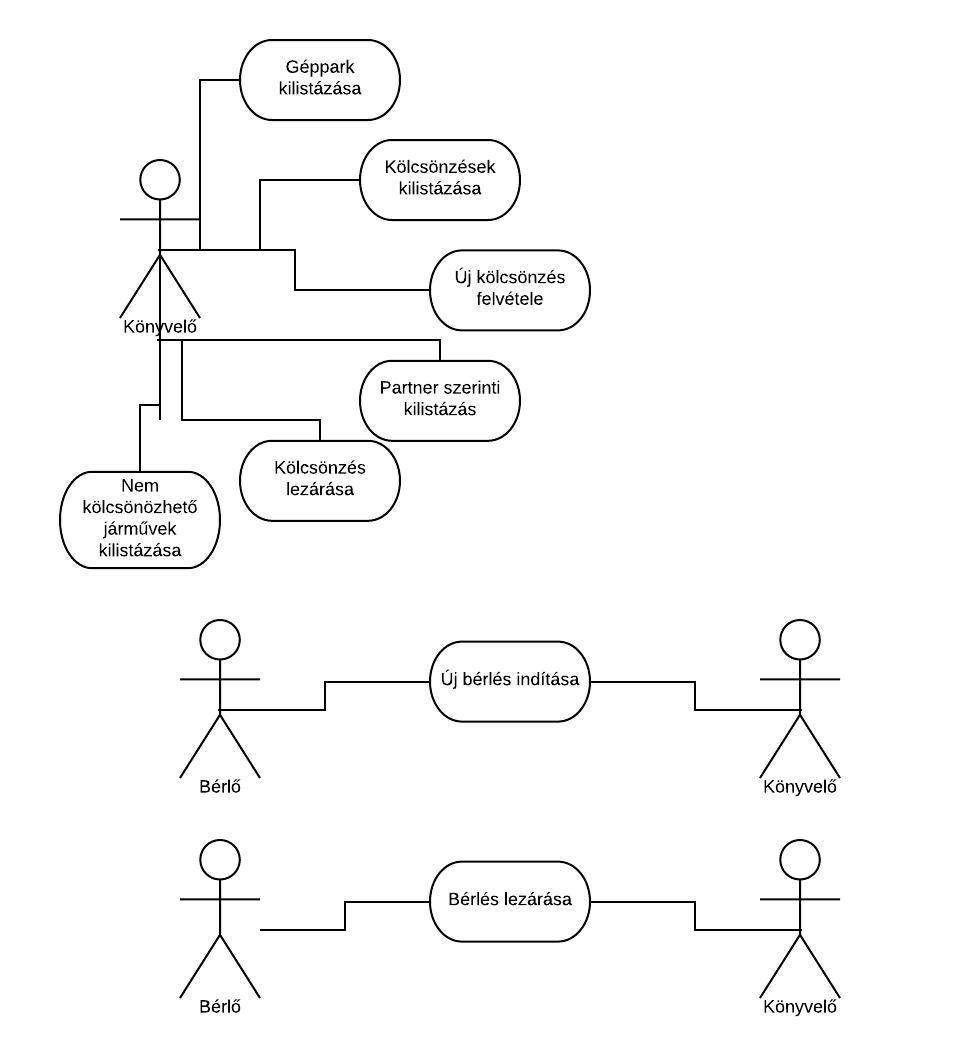 Géppark
kilistázása
Kölcsönzések
kilistázása
Új kölcsönzés
felvétele
Könyvelő
Partner szerinti
kilistázás
Kölcsönzés
lezárása
Nem
kölcsönözhető
járművek
kilistázása
Új bérlés indítása
Bérlő
Könyvelő
Bérlés lezárása
Bérlő
Könyvelő